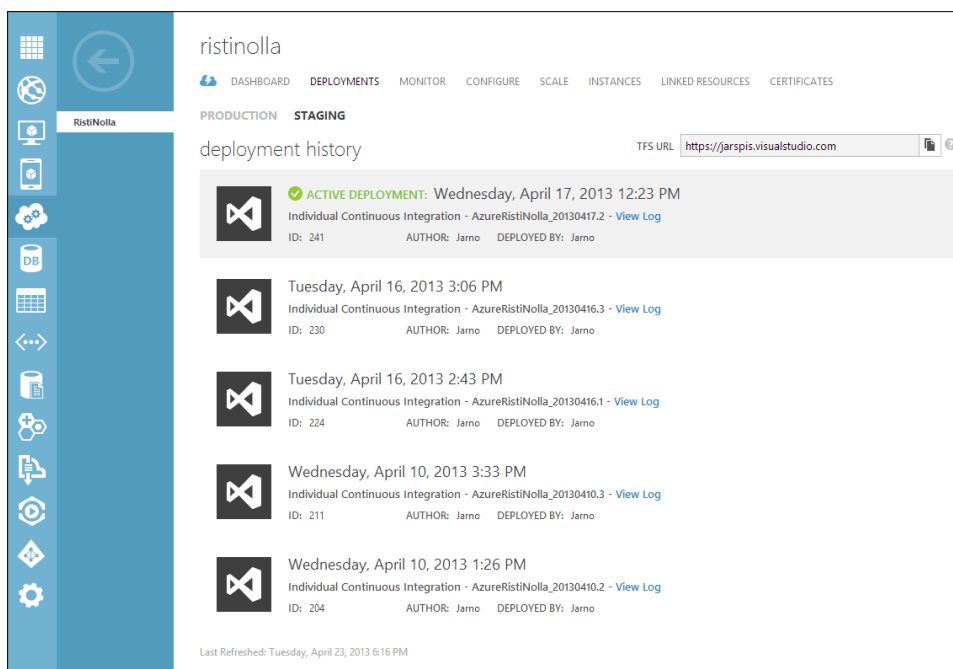 ristinolla
DASHBOARD DEPLOYMENTS MONITOR CONFIGURE SCALE INSTANCES LINKED RESOURCES CERTIFICATES
RistiNolla
PRODUCTION STAGING
deployment history
TFS URL https://jarspis.visualstudio.com ?
ACTIVE DEPLOYMENT: Wednesday, April 17, 2013 12:23 PM
Individual Continuous Integration - AzureRistiNolla_20130417.2 - View Log
ID: 241 AUTHOR: Jarno DEPLOYED BY: Jarno
Tuesday, April 16, 2013 3:06 PM
Individual Continuous Integration - AzureRistiNolla_20130416.3 - View Log
ID: 230 AUTHOR: Jarno DEPLOYED BY: Jarno
Tuesday, April 16, 2013 2:43 PM
Individual Continuous Integration - AzureRistiNolla_20130416.1 - View Log
ID: 224 AUTHOR: Jarno DEPLOYED BY: Jarno
Wednesday, April 10, 2013 3:33 PM
Individual Continuous Integration - AzureRistiNolla_20130410.3 - View Log
ID: 211 AUTHOR: Jarno DEPLOYED BY: Jarno
Wednesday, April 10, 2013 1:26 PM
Individual Continuous Integration - AzureRistiNolla_20130410.2 - View Log
ID: 204 AUTHOR: Jarno DEPLOYED BY: Jarno
Last Refreshed: Tuesday, April 23, 2013 6:16 PM
DB